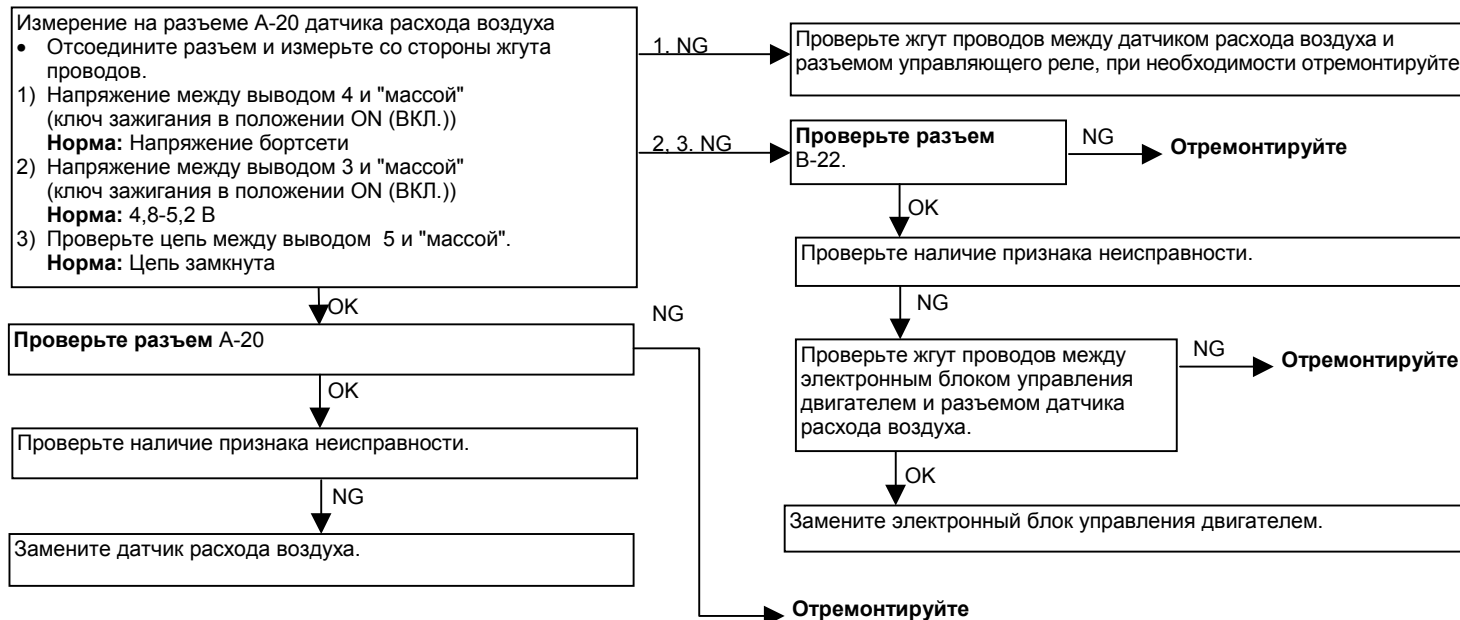 Измерение на разъеме А-20 датчика расхода воздуха
• Отсоедините разъем и измерьте со стороны жгута
проводов.
1) Напряжение между выводом 4 и "массой"
(ключ зажигания в положении ON (ВКЛ.))
Норма: Напряжение бортсети
2) Напряжение между выводом 3 и "массой"
(ключ зажигания в положении ON (ВКЛ.))
Норма: 4,8-5,2 В
3) Проверьте цепь между выводом 5 и "массой".
Норма: Цепь замкнута
1. NG
Проверьте жгут проводов между датчиком расхода воздуха и
разъемом управляющего реле, при необходимости отремонтируйте
2, 3. NG
Проверьте разъем
В-22.
NG
Отремонтируйте
OK
Проверьте наличие признака неисправности.
NG
Проверьте жгут проводов между
электронным блоком управления
двигателем и разъемом датчика
расхода воздуха.
NG
Отремонтируйте
OK
Замените электронный блок управления двигателем.
OK
Проверьте разъем А-20
NG
OK
Проверьте наличие признака неисправности.
NG
Замените датчик расхода воздуха.
Отремонтируйте